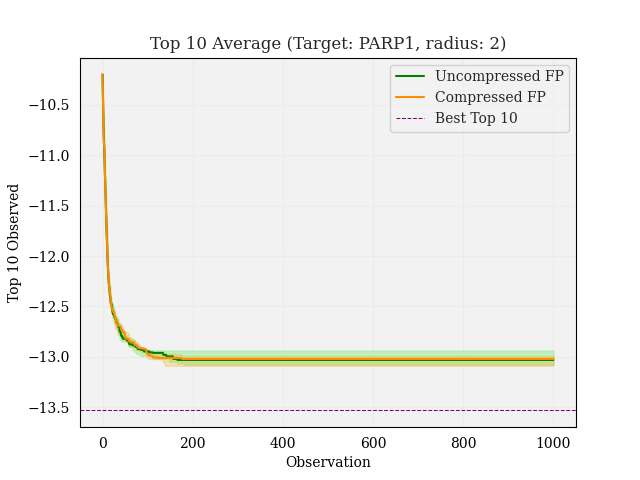 Top 10 Average (Target: PARP1, radius: 2)
Uncompressed FP
Compressed FP
Best Top 10
Top 10 Observed
−10.5
−11.0
−11.5
−12.0
−12.5
−13.0
−13.5
0 200 400 600 800 1000
Observation